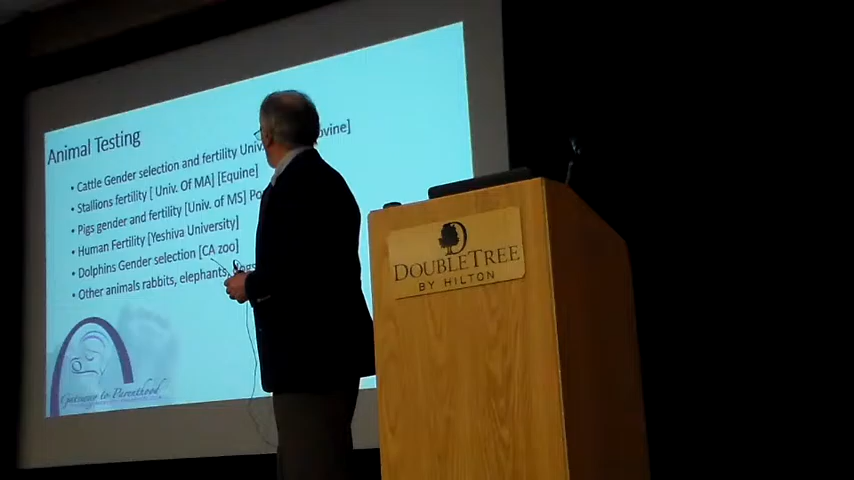 Animal Testing
• Cattle Gender selection and fertility Univ. ovine]
• Stallions fertility [ Univ. Of MA] [Equine]
• Pigs gender and fertility [Univ. of MS]
• Human Fertility [Yeshiva University]
• Dolphins Gender selection [CA zoo]
• Other animals rabbits, elephants,
Gateway to Parenthood
D
DOUBLETREE
BY HILTON